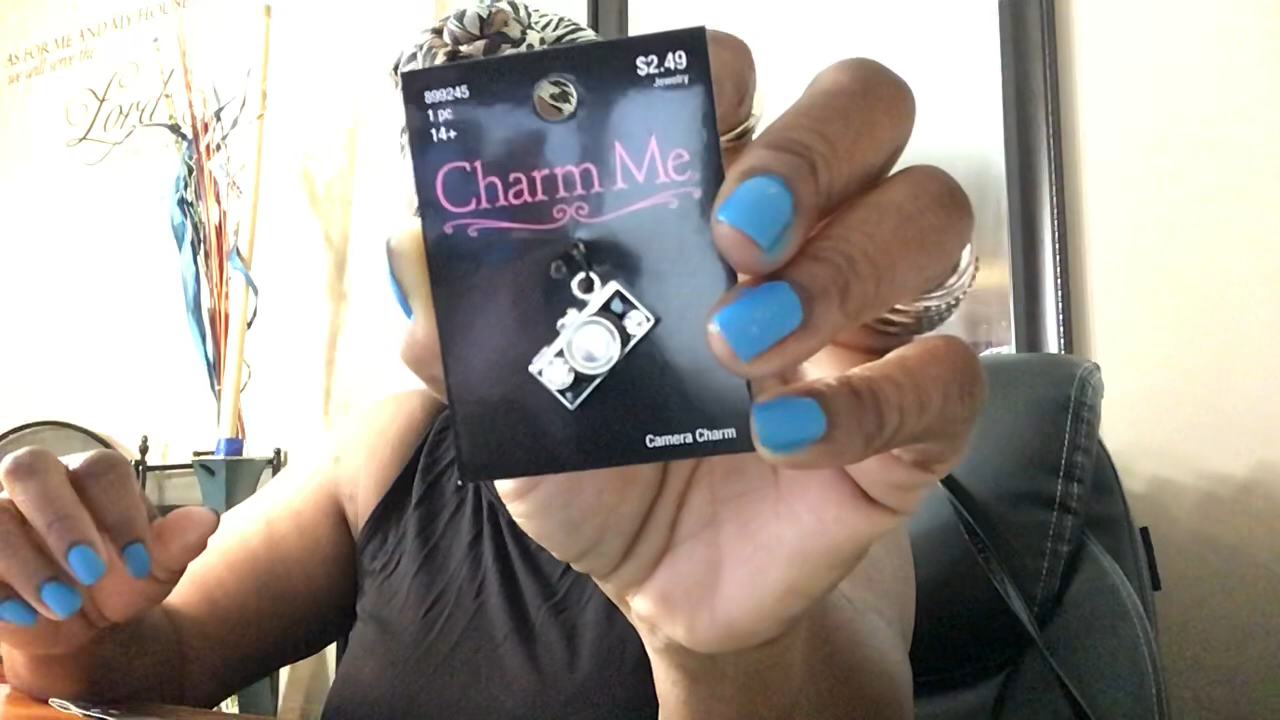 AS FOR ME AND MY HOUSE
we will serve the
Lord
$2.49
Jewelry
899245
1 pc
14+
Charm Me
Camera Charm